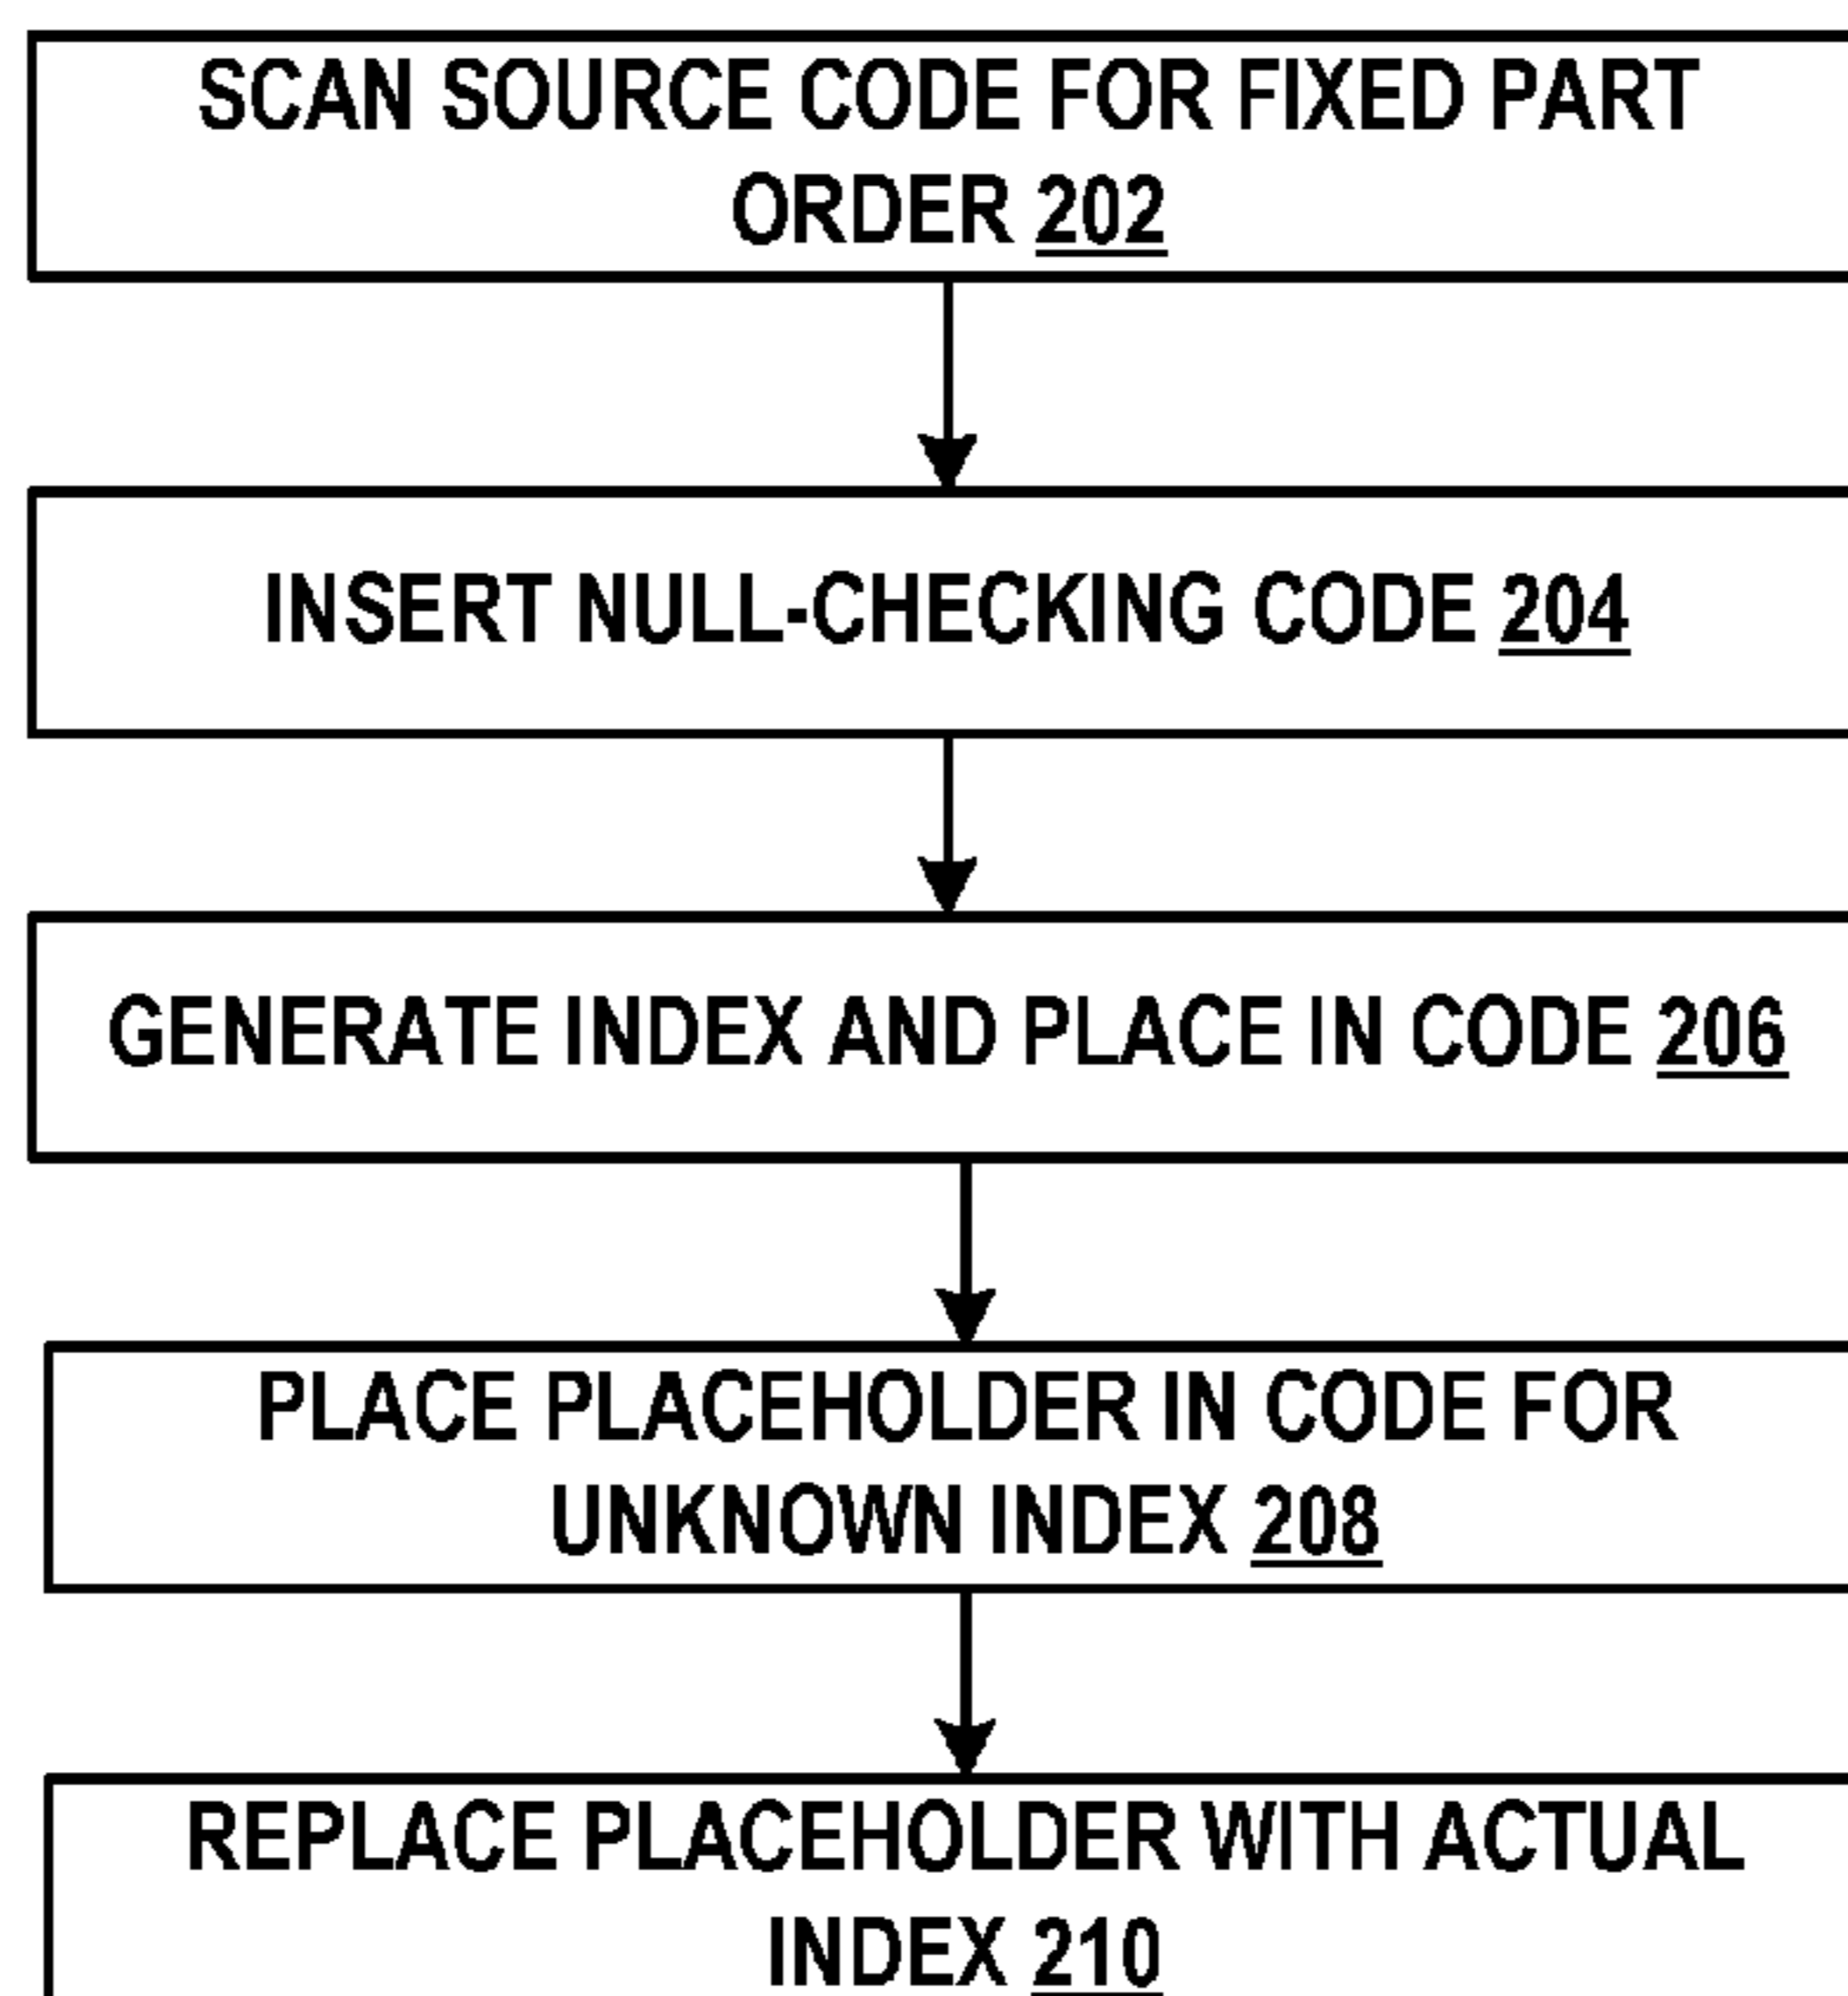 SCAN SOURCE CODE FOR FIXED PART
ORDER 202
INSERT NULL-CHECKING CODE 204
GENERATE INDEX AND PLACE IN CODE 206
PLACE PLACEHOLDER IN CODE FOR
UNKNOWN INDEX 208
REPLACE PLACEHOLDER WITH ACTUAL
INDEX 210